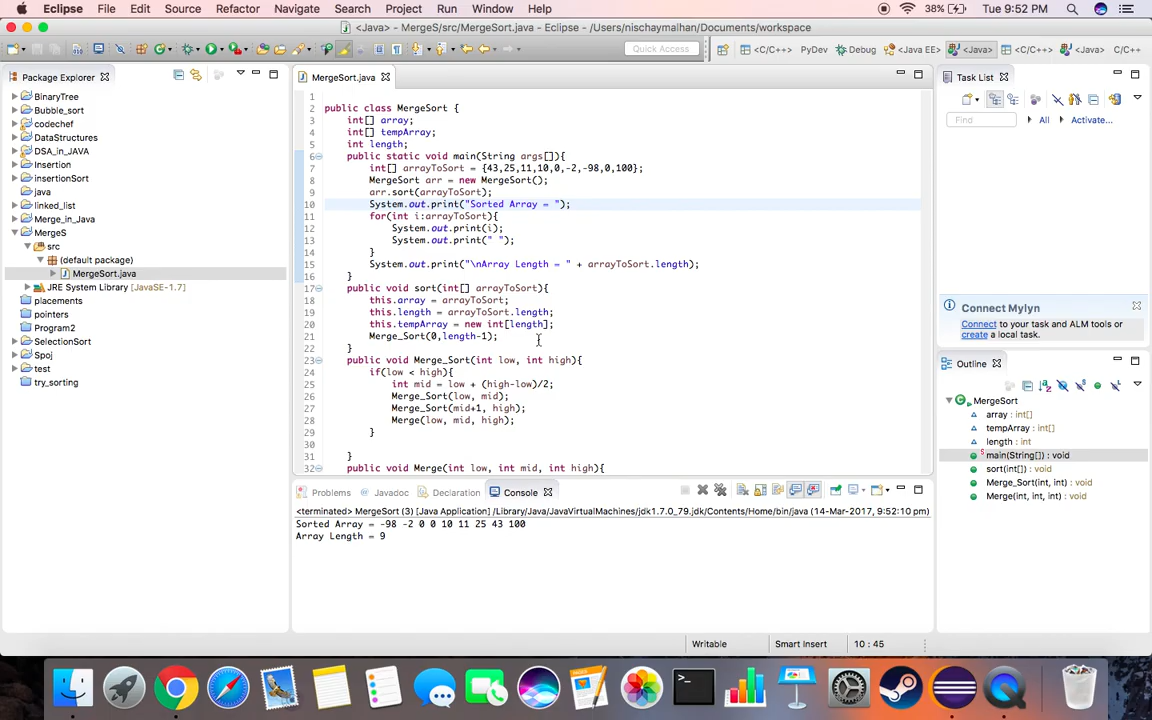 Eclipse File Edit Source Refactor Navigate Search Project Run Window Help 38% Tue 9:52 PM
<Java> - MergeS/src/MergeSort.java - Eclipse - /Users/nischaymalhan/Documents/workspace
Quick Access <C/C++> PyDev Debug <Java EE> <Java> <C/C++> <Java> C/C++
Package Explorer
BinaryTree
Bubble_sort
codechef
DataStructures
DSA_in_JAVA
Insertion
insertionSort
java
linked_list
Merge_in_Java
MergeS
src
(default package)
MergeSort.java
JRE System Library [JavaSE-1.7]
placements
pointers
Program2
SelectionSort
Spoj
test
try_sorting
MergeSort.java
1
2 public class MergeSort {
3 int[] array;
4 int[] tempArray;
5 int length;
6 public static void main(String args[]){
7 int[] arrayToSort = {43,25,11,10,0,-2,-98,0,100};
8 MergeSort arr = new MergeSort();
9 arr.sort(arrayToSort);
10 System.out.print("Sorted Array = ");
11 for(int i:arrayToSort){
12 System.out.print(i);
13 System.out.print(" ");
14 }
15 System.out.print("\nArray Length = " + arrayToSort.length);
16 }
17 public void sort(int[] arrayToSort){
18 this.array = arrayToSort;
19 this.length = arrayToSort.length;
20 this.tempArray = new int[length];
21 Merge_Sort(0,length-1);
22 }
23 public void Merge_Sort(int low, int high){
24 if(low < high){
25 int mid = low + (high-low)/2;
26 Merge_Sort(low, mid);
27 Merge_Sort(mid+1, high);
28 Merge(low, mid, high);
29 }
30
31 }
32 public void Merge(int low, int mid, int high){
Problems Javadoc Declaration Console
<terminated> MergeSort (3) [Java Application] /Library/Java/JavaVirtualMachines/jdk1.7.0_79.jdk/Contents/Home/bin/java (14-Mar-2017, 9:52:10 pm)
Sorted Array = -98 -2 0 0 10 11 25 43 100
Array Length = 9
Task List
Find All Activate...
Connect Mylyn
Connect to your task and ALM tools or
create a local task.
Outline
MergeSort
array : int[]
tempArray : int[]
length : int
main(String[]) : void
sort(int[]) : void
Merge_Sort(int, int) : void
Merge(int, int, int) : void
Writable Smart Insert 10 : 45